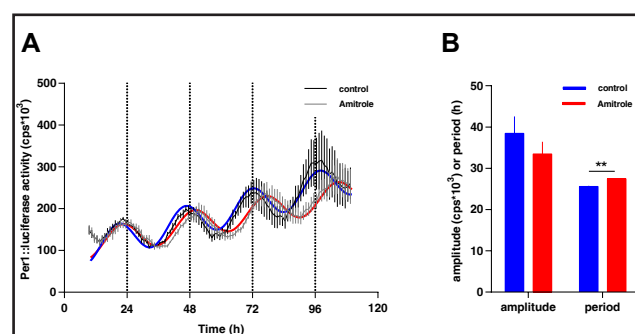 A
B
Per1::luciferase activity (cps*10³)
500
400
300
200
100
0
control
Amitrole
0
24
48
72
96
120
Time (h)
amplitude (cps*10³) or period (h)
50
40
30
20
10
0
control
Amitrole
**
amplitude
period